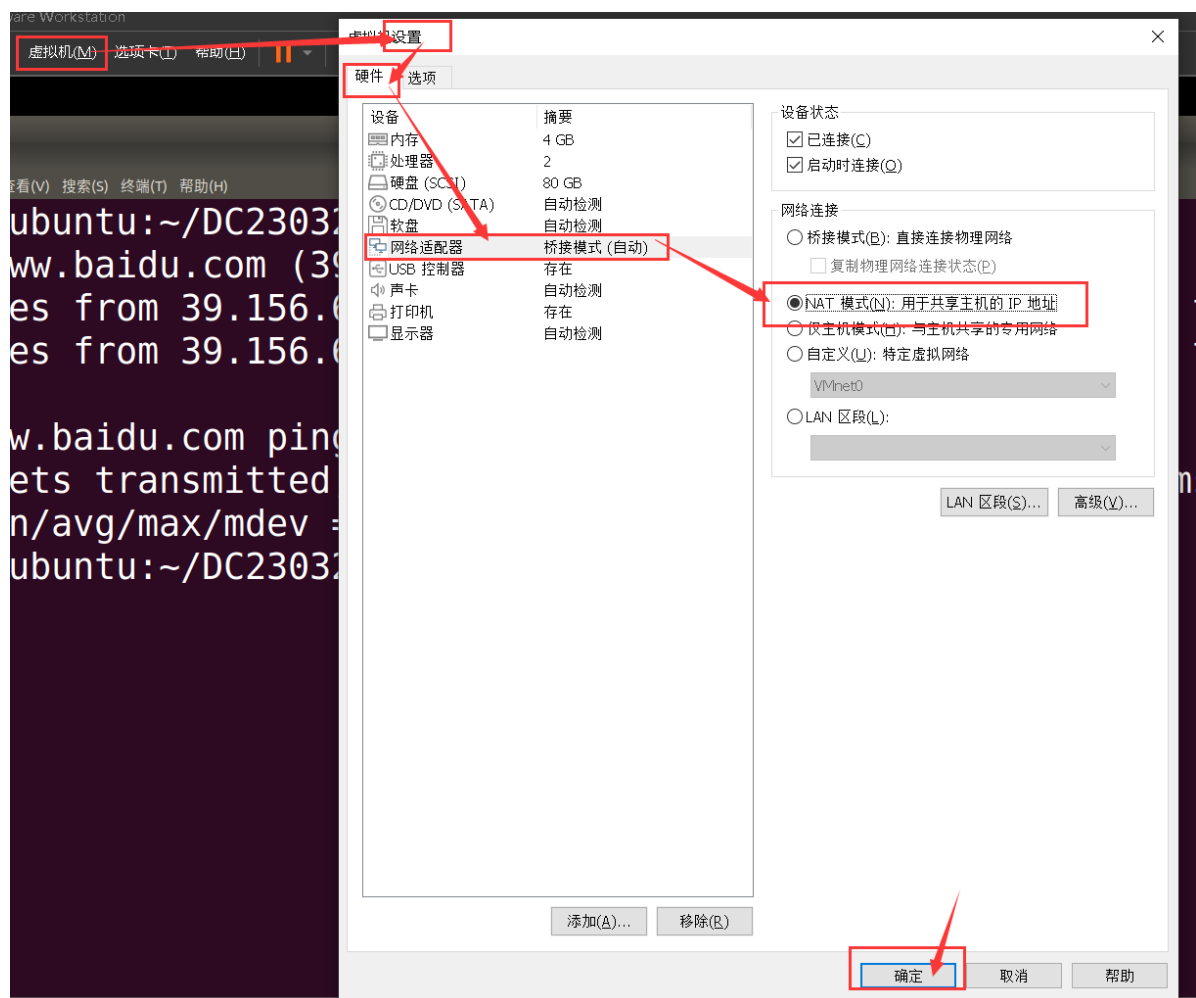 ware Workstation
虚拟机(M) 选项卡(T) 帮助(H)
查看(V) 搜索(S) 终端(T) 帮助(H)
ubuntu:~/DC2303
ww.baidu.com (39
es from 39.156.6
es from 39.156.6
w.baidu.com ping
ets transmitted
n/avg/max/mdev =
ubuntu:~/DC2303
m
虚拟机设置
硬件 选项
设备 摘要
内存 4 GB
处理器 2
硬盘 (SCSI) 80 GB
CD/DVD (SATA) 自动检测
软盘 自动检测
网络适配器 桥接模式 (自动)
USB 控制器 存在
声卡 自动检测
打印机 存在
显示器 自动检测
添加(A)... 移除(R)
设备状态
已连接(C)
启动时连接(O)
网络连接
桥接模式(B): 直接连接物理网络
复制物理网络连接状态(P)
NAT 模式(N): 用于共享主机的 IP 地址
仅主机模式(H): 与主机共享的专用网络
自定义(U): 特定虚拟网络
VMnet0
LAN 区段(L):
LAN 区段(S)... 高级(V)...
确定 取消 帮助